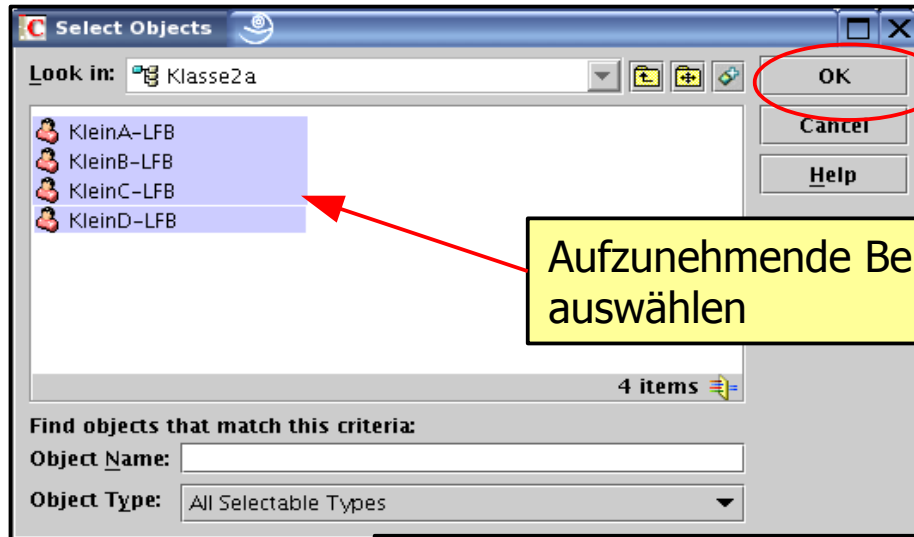 Select Objects
Look in: Klasse2a
OK
Cancel
Help
KleinA-LFB
KleinB-LFB
KleinC-LFB
KleinD-LFB
Aufzunehmende Be
auswählen
4 items
Find objects that match this criteria:
Object Name:
Object Type: All Selectable Types